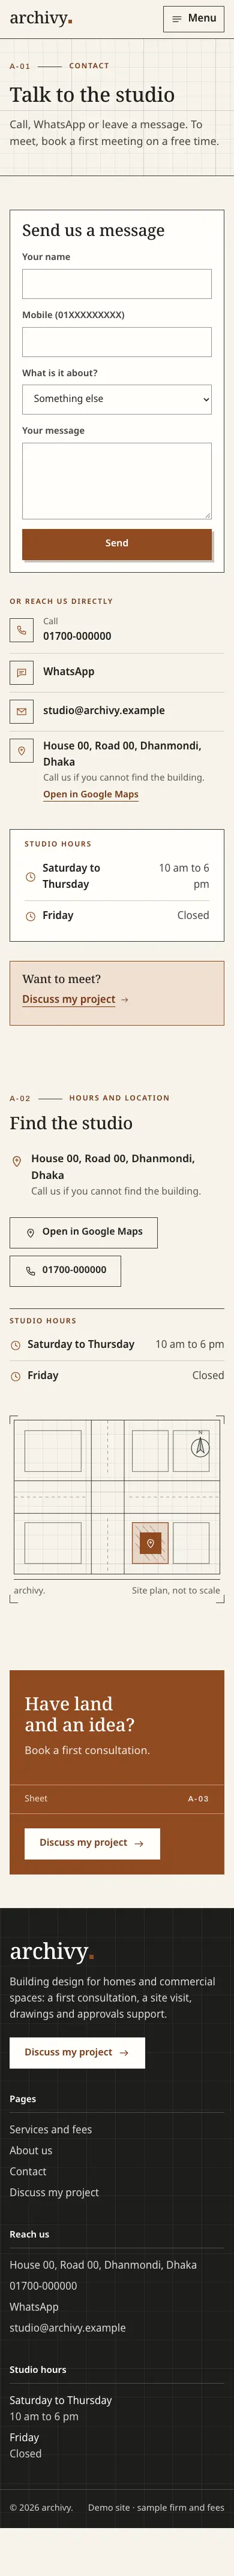 archivy.
Menu
A-01 CONTACT
Talk to the studio
Call, WhatsApp or leave a message. To
meet, book a first meeting on a free time.
Send us a message
Your name
Mobile (01XXXXXXXXX)
What is it about?
Something else
Your message
Send
OR REACH US DIRECTLY
Call
01700-000000
WhatsApp
studio@archivy.example
House 00, Road 00, Dhanmondi,
Dhaka
Call us if you cannot find the building.
Open in Google Maps
STUDIO HOURS
Saturday to
Thursday
10 am to 6
pm
Friday
Closed
Want to meet?
Discuss my project →
A-02 HOURS AND LOCATION
Find the studio
House 00, Road 00, Dhanmondi,
Dhaka
Call us if you cannot find the building.
Open in Google Maps
01700-000000
STUDIO HOURS
Saturday to Thursday 10 am to 6 pm
Friday Closed
N
archivy. Site plan, not to scale
Have land
and an idea?
Book a first consultation.
Sheet A-03
Discuss my project →
archivy.
Building design for homes and commercial
spaces: a first consultation, a site visit,
drawings and approvals support.
Discuss my project →
Pages
Services and fees
About us
Contact
Discuss my project
Reach us
House 00, Road 00, Dhanmondi, Dhaka
01700-000000
WhatsApp
studio@archivy.example
Studio hours
Saturday to Thursday
10 am to 6 pm
Friday
Closed
© 2026 archivy. Demo site · sample firm and fees